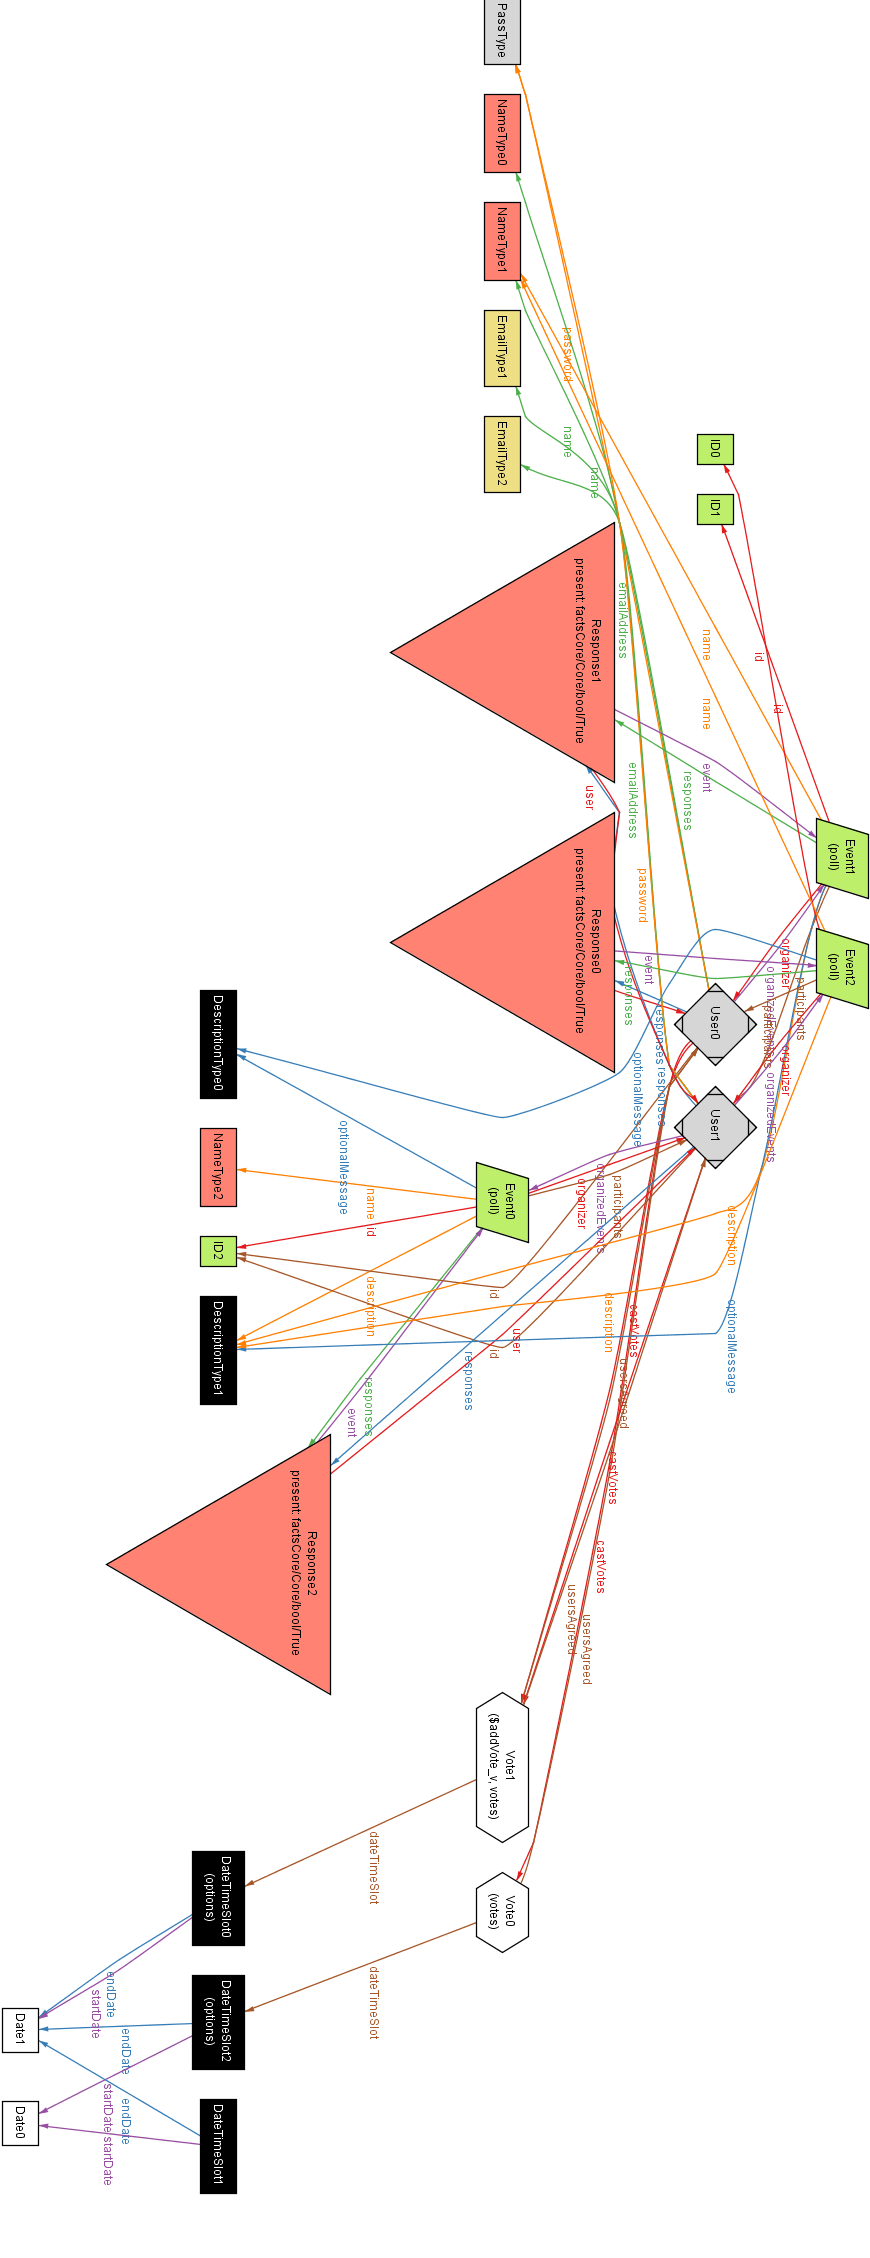 PassType
NameType0
NameType1
EmailType1
EmailType2
ID0
ID1
password
name
name
emailAddress
name
name
id
id
Response1
present: factsCore/Core/bool/True
event
responses
emailAddress
user
Event1
(poll)
Event2
(poll)
Response0
present: factsCore/Core/bool/True
password
event
responses
organizer
organizedEvents
participants
participants
organizer
organizedEvents
User0
User1
responses
responses
optionalMessage
DescriptionType0
NameType2
ID2
DescriptionType1
optionalMessage
name
id
description
Event0
(poll)
organizer
organizedEvents
participants
description
optionalMessage
id
id
user
description
castVotes
usersAgreed
responses
responses
event
castVotes
castVotes
usersAgreed
usersAgreed
Response2
present: factsCore/Core/bool/True
Vote1
($addVote_v, votes)
Vote0
(votes)
dateTimeSlot
dateTimeSlot
DateTimeSlot0
(options)
DateTimeSlot2
(options)
DateTimeSlot1
endDate
startDate
endDate
startDate
endDate
startDate
Date1
Date0